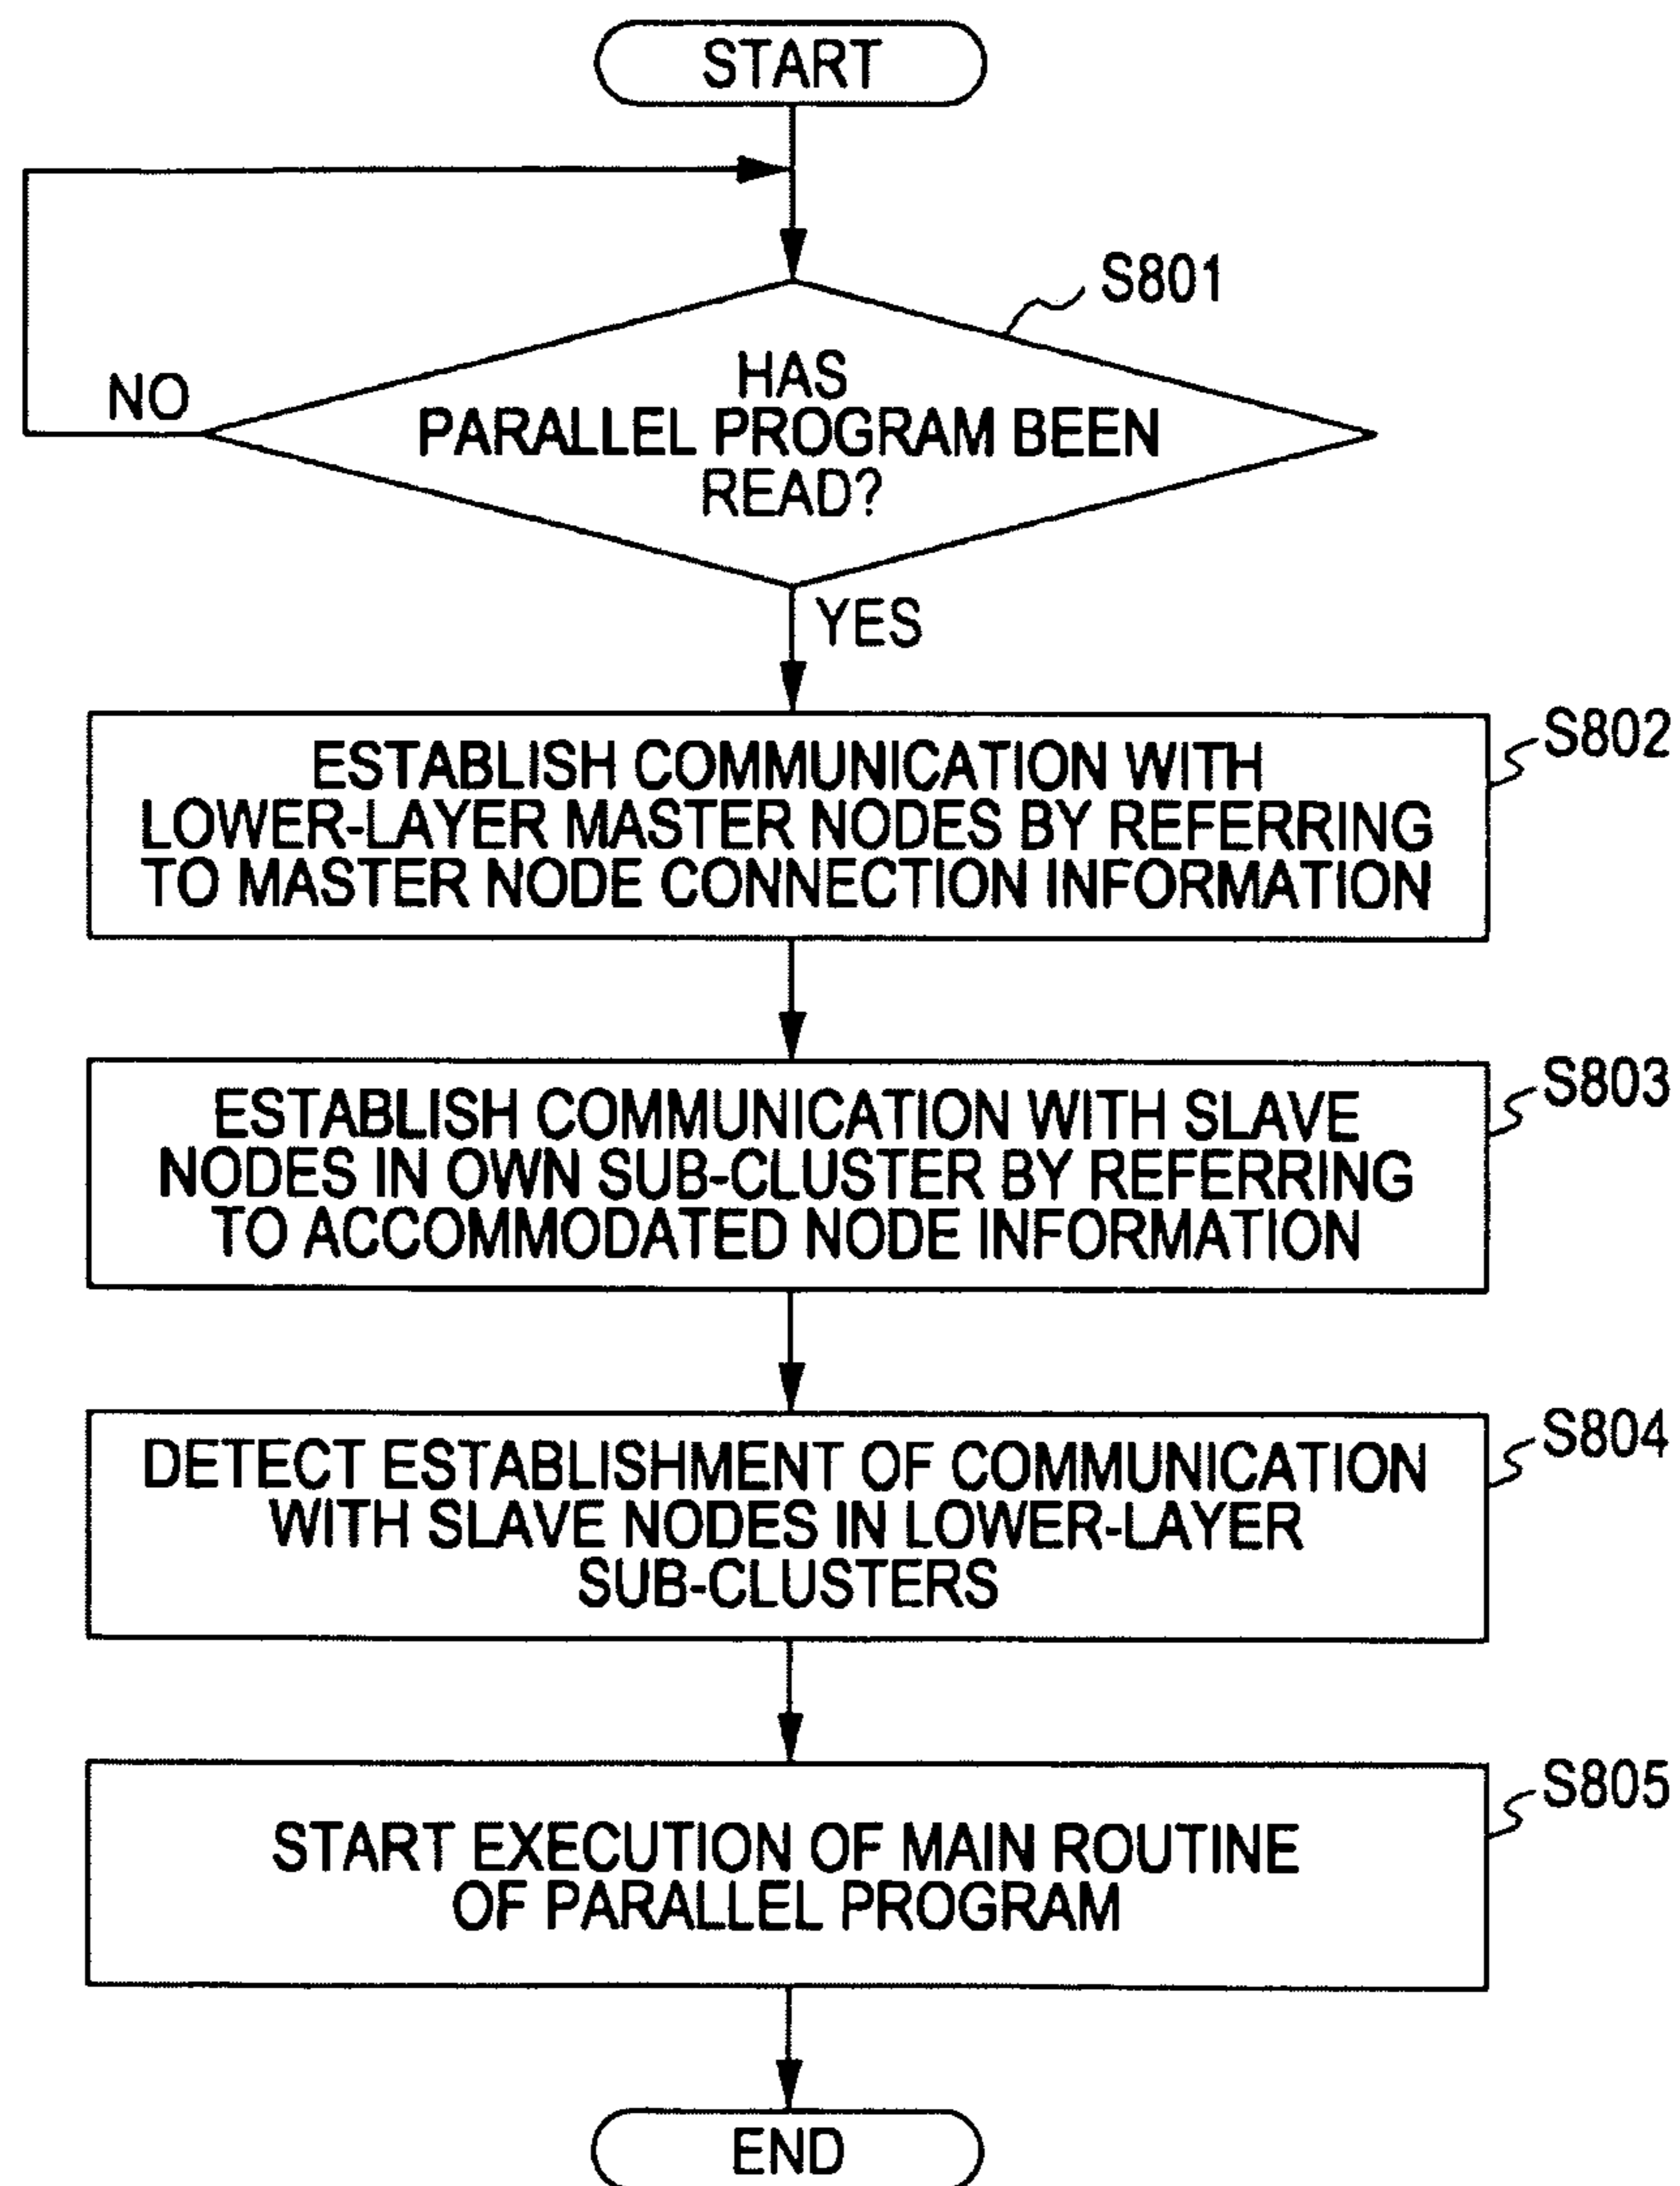 START
S801
HAS
PARALLEL PROGRAM BEEN
READ?
NO
YES
S802
ESTABLISH COMMUNICATION WITH
LOWER-LAYER MASTER NODES BY REFERRING
TO MASTER NODE CONNECTION INFORMATION
S803
ESTABLISH COMMUNICATION WITH SLAVE
NODES IN OWN SUB-CLUSTER BY REFERRING
TO ACCOMMODATED NODE INFORMATION
S804
DETECT ESTABLISHMENT OF COMMUNICATION
WITH SLAVE NODES IN LOWER-LAYER
SUB-CLUSTERS
S805
START EXECUTION OF MAIN ROUTINE
OF PARALLEL PROGRAM
END